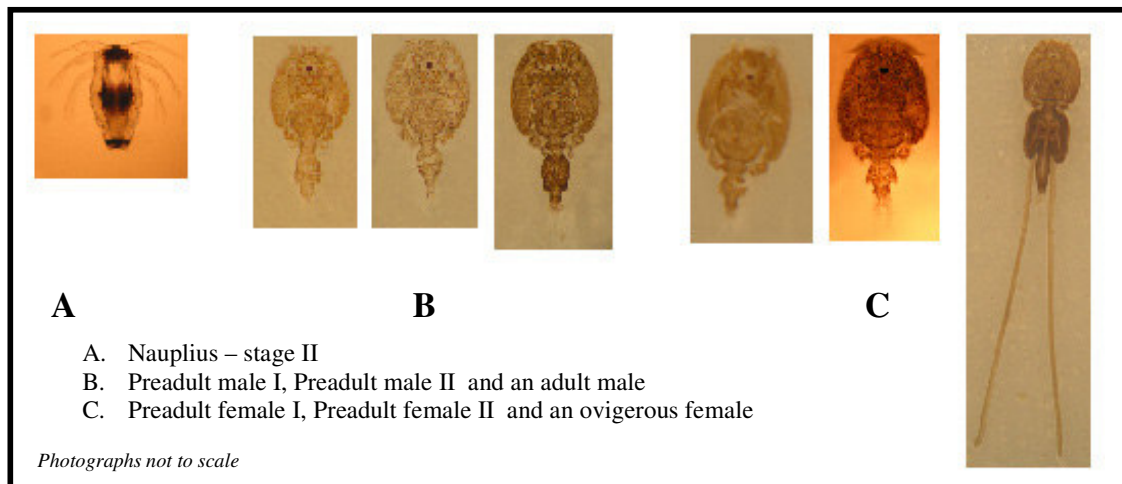 A B C
A. Nauplius – stage II
B. Preadult male I, Preadult male II and an adult male
C. Preadult female I, Preadult female II and an ovigerous female
Photographs not to scale